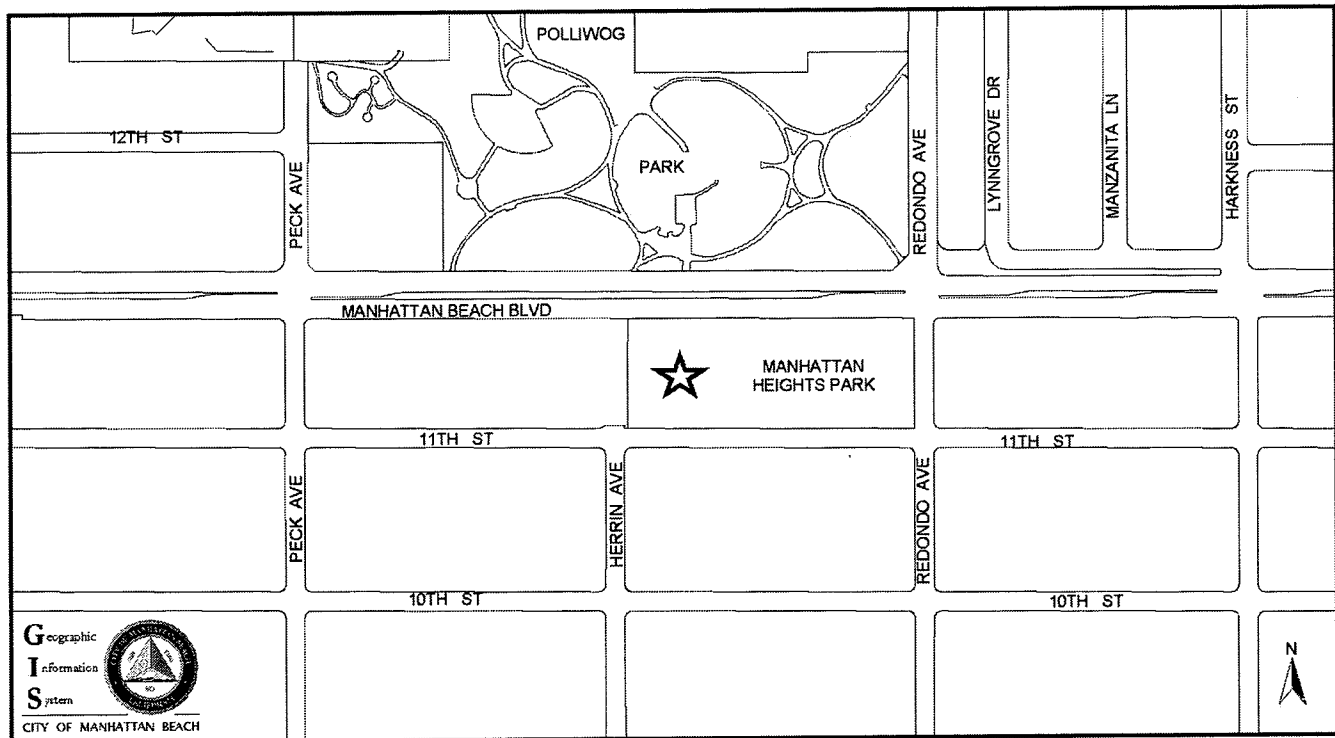 POLLIWOG
PARK
12TH ST
PECK AVE
REDONDO AVE
LYNNGROVE DR
MANZANITA LN
HARKNESS ST
MANHATTAN BEACH BLVD
MANHATTAN
HEIGHTS PARK
11TH ST
11TH ST
PECK AVE
HERRIN AVE
REDONDO AVE
10TH ST
10TH ST
Geographic
Information
System
CITY OF MANHATTAN BEACH
N